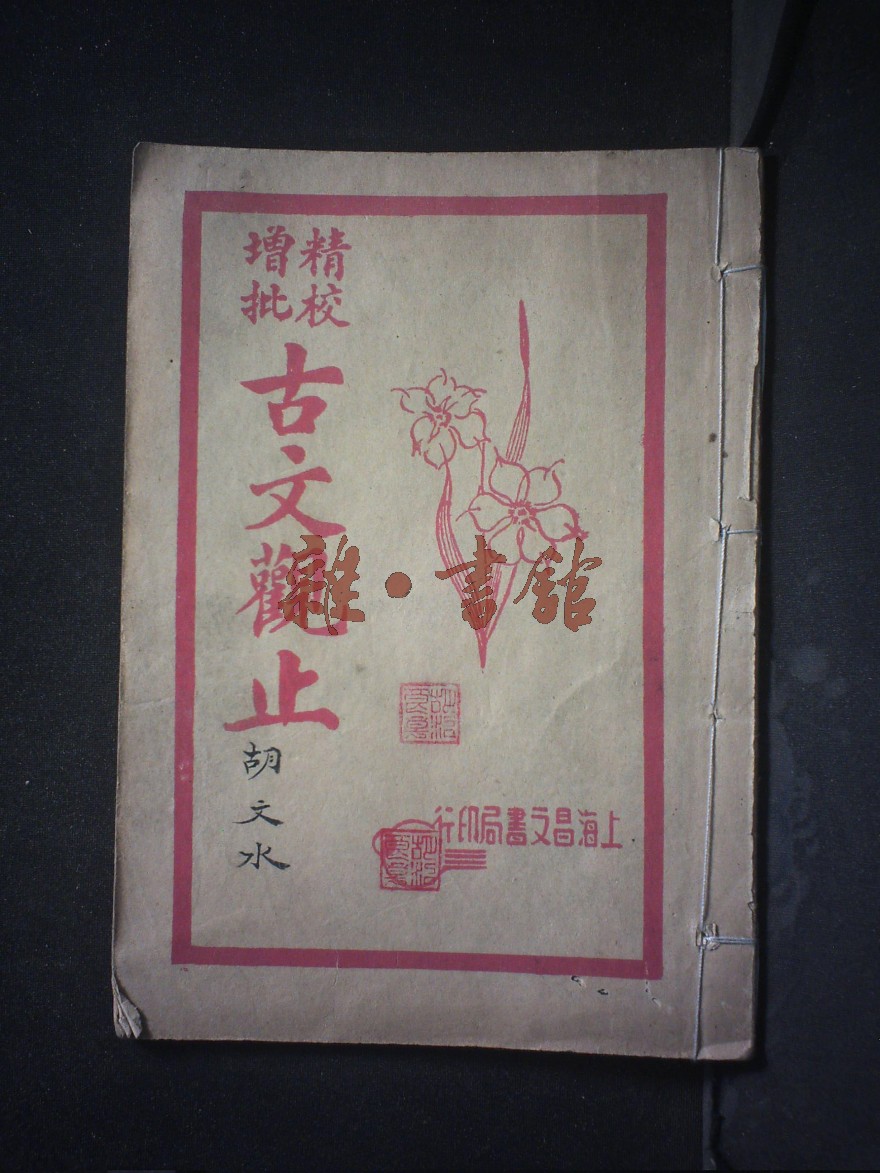 精校
增批
古文觀止
胡文水
上海昌文書局印行
雜·書館